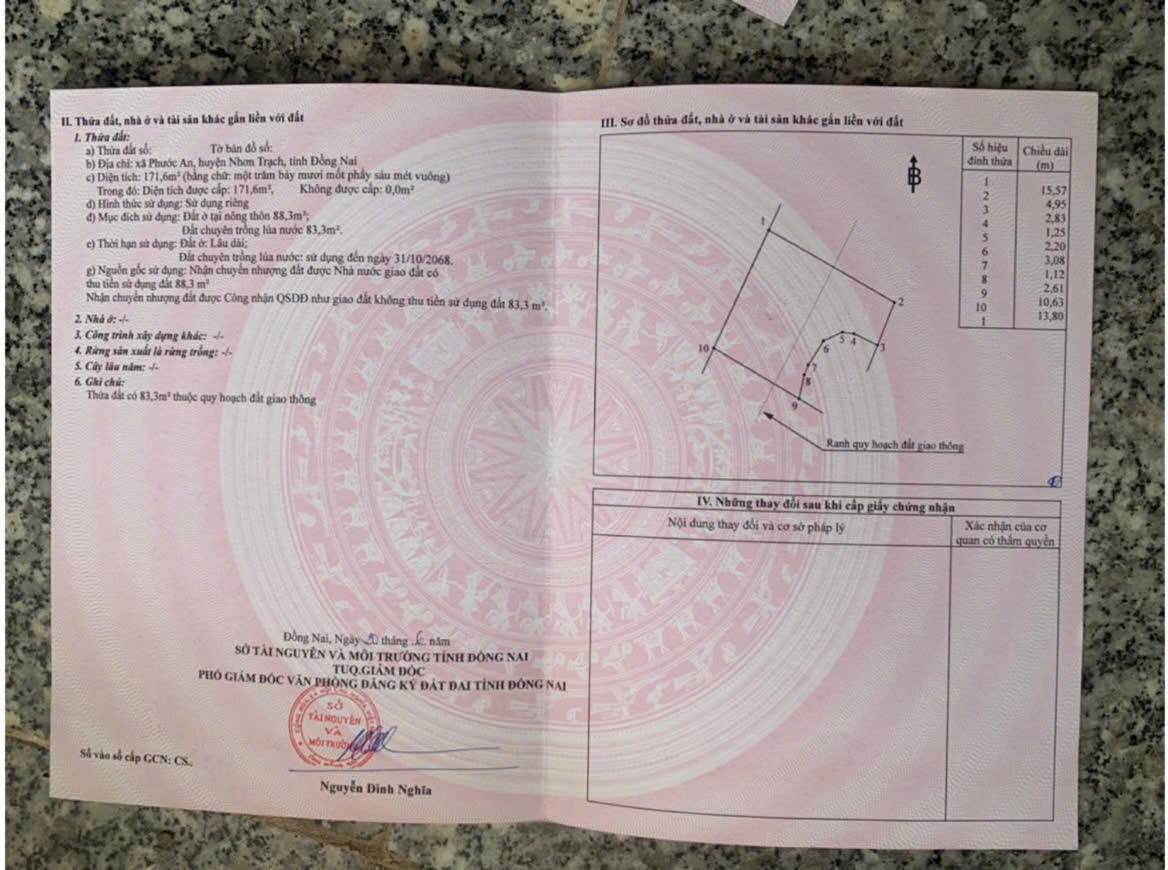 II. Thửa đất, nhà ở và tài sản khác gắn liền với đất
1. Thửa đất:
a) Thửa đất số: Tờ bản đồ số:
b) Địa chỉ: xã Phước An, huyện Nhơn Trạch, tỉnh Đồng Nai
c) Diện tích: 171,6m² (bằng chữ: một trăm bảy mươi mốt phẩy sáu mét vuông)
Trong đó: Diện tích được cấp: 171,6m², Không được cấp: 0,0m²
d) Hình thức sử dụng: Sử dụng riêng
đ) Mục đích sử dụng: Đất ở tại nông thôn 88,3m²;
Đất chuyên trồng lúa nước 83,3m².
e) Thời hạn sử dụng: Đất ở: Lâu dài;
Đất chuyên trồng lúa nước: sử dụng đến ngày 31/10/2068.
g) Nguồn gốc sử dụng: Nhận chuyển nhượng đất được Nhà nước giao đất có
thu tiền sử dụng đất 88,3 m²
Nhận chuyển nhượng đất được Công nhận QSDĐ như giao đất không thu tiền sử dụng đất 83,3 m².
2. Nhà ở: -/-
3. Công trình xây dựng khác: -/-
4. Rừng sản xuất là rừng trồng: -/-
5. Cây lâu năm: -/-
6. Ghi chú:
Thửa đất có 83,3m² thuộc quy hoạch đất giao thông
Đồng Nai, Ngày 20 tháng 6 năm
SỞ TÀI NGUYÊN VÀ MÔI TRƯỜNG TỈNH ĐỒNG NAI
TUQ.GIÁM ĐỐC
PHÓ GIÁM ĐỐC VĂN PHÒNG ĐĂNG KÝ ĐẤT ĐAI TỈNH ĐỒNG NAI
SỞ
TÀI NGUYÊN
VÀ
MÔI TRƯỜNG
Nguyễn Đình Nghĩa
Số vào sổ cấp GCN: CS.
III. Sơ đồ thửa đất, nhà ở và tài sản khác gắn liền với đất
B
Số hiệu đỉnh thửa Chiều dài (m)
1
15,57
2
4,95
3
2,83
4
1,25
5
2,20
6
3,08
7
1,12
8
2,61
9
10,63
10
13,80
1
1
2
3
4
5
6
7
8
9
10
Ranh quy hoạch đất giao thông
IV. Những thay đổi sau khi cấp giấy chứng nhận
Nội dung thay đổi và cơ sở pháp lý
Xác nhận của cơ
quan có thẩm quyền